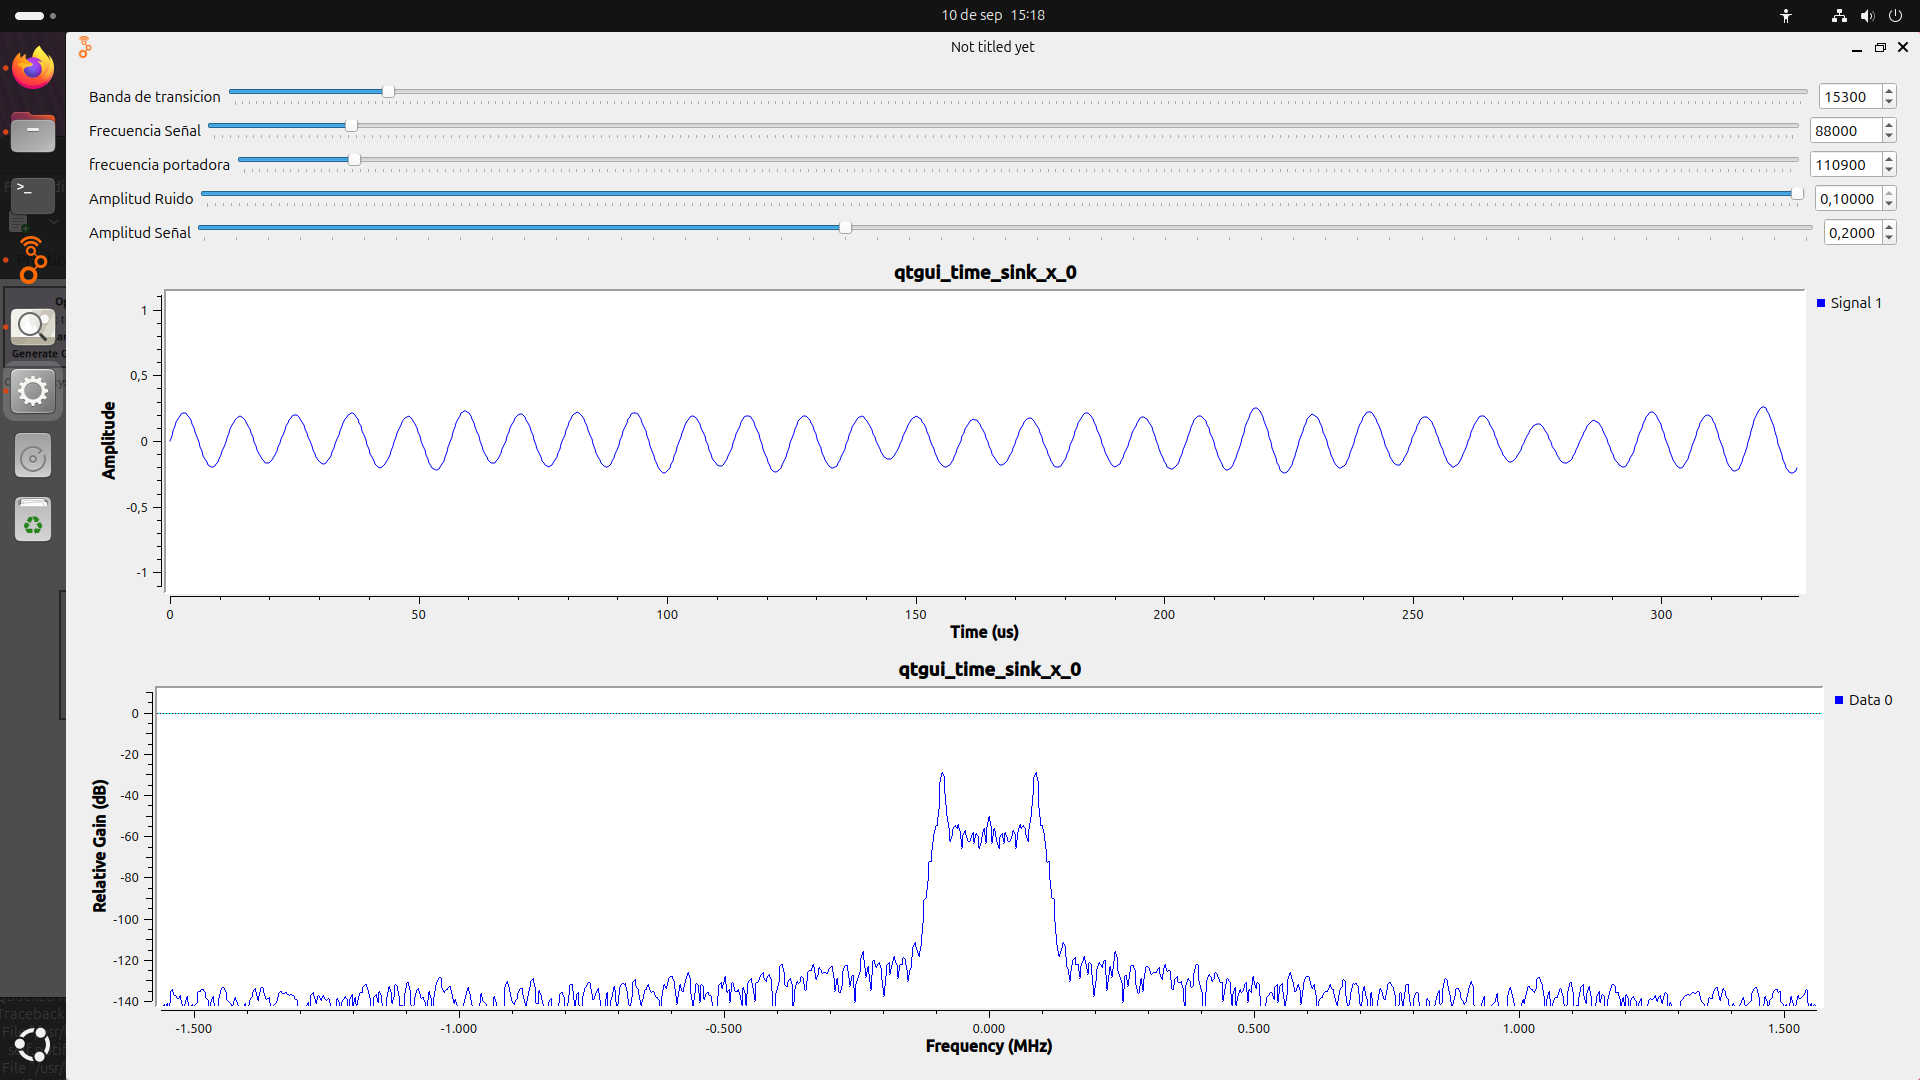 10 de sep 15:18
Not titled yet
Banda de transicion 15300
Frecuencia Señal 88000
frecuencia portadora 110900
Amplitud Ruido 0,10000
Amplitud Señal 0,2000
qtgui_time_sink_x_0
Signal 1
1
0,5
0
-0,5
-1
Amplitude
0 50 100 150 200 250 300
Time (us)
qtgui_time_sink_x_0
Data 0
0
-20
-40
-60
-80
-100
-120
-140
Relative Gain (dB)
-1.500 -1.000 -0.500 0.000 0.500 1.000 1.500
Frequency (MHz)
Generate
Traceback